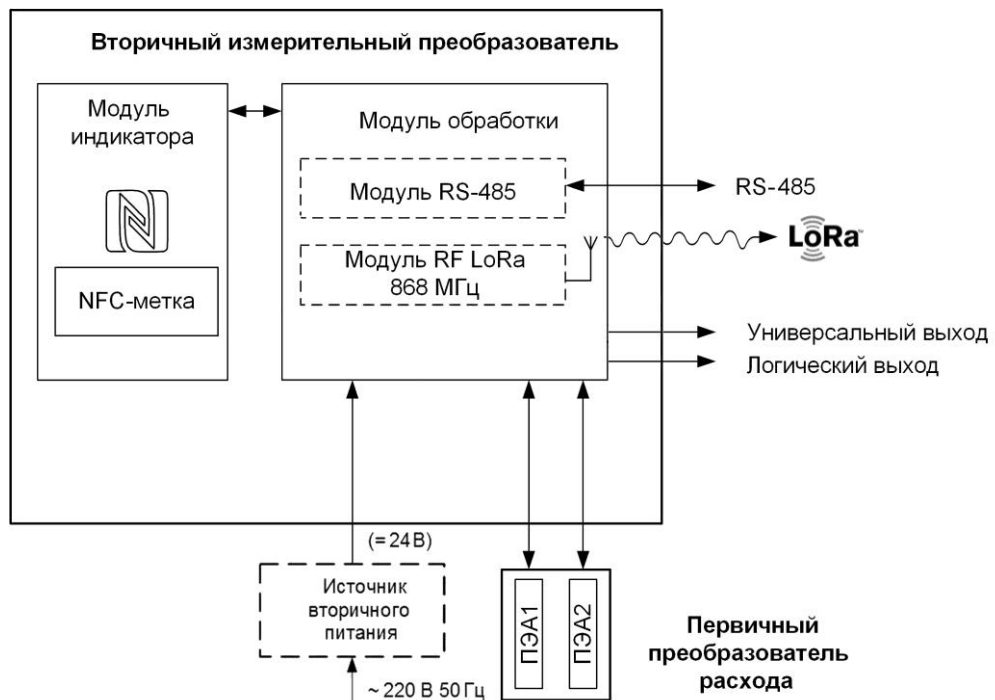 Вторичный измерительный преобразователь
Модуль
индикатора
NFC-метка
Модуль обработки
Модуль RS-485
Модуль RF LoRa
868 МГц
RS-485
LoRa
Универсальный выход
Логический выход
(=24В)
Источник
вторичного
питания
~ 220 В 50 Гц
ПЭА1
ПЭА2
Первичный
преобразователь
расхода